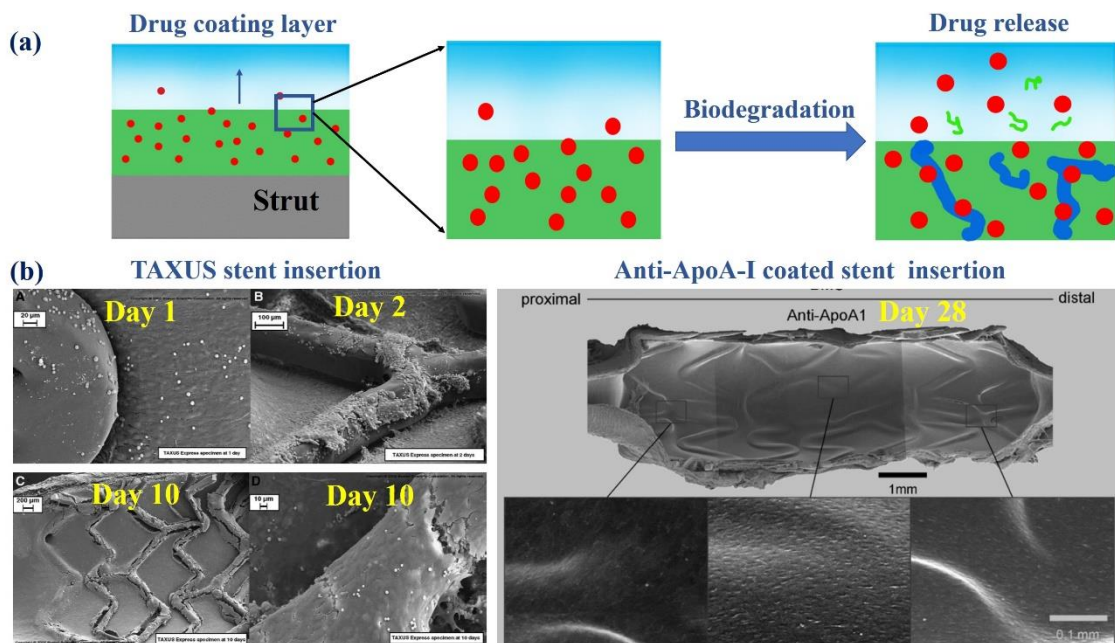 (a)
Drug coating layer
Strut
Biodegradation
Drug release
(b)
TAXUS stent insertion
A
20 µm
Day 1
TAXUS Express specimen at 1 day
B
100 µm
Day 2
TAXUS Express specimen at 2 days
C
200 µm
Day 10
TAXUS Express specimen at 10 days
D
10 µm
Day 10
TAXUS Express specimen at 10 days
Anti-ApoA-I coated stent insertion
proximal
distal
Anti-ApoA1
Day 28
1mm
0.1 mm